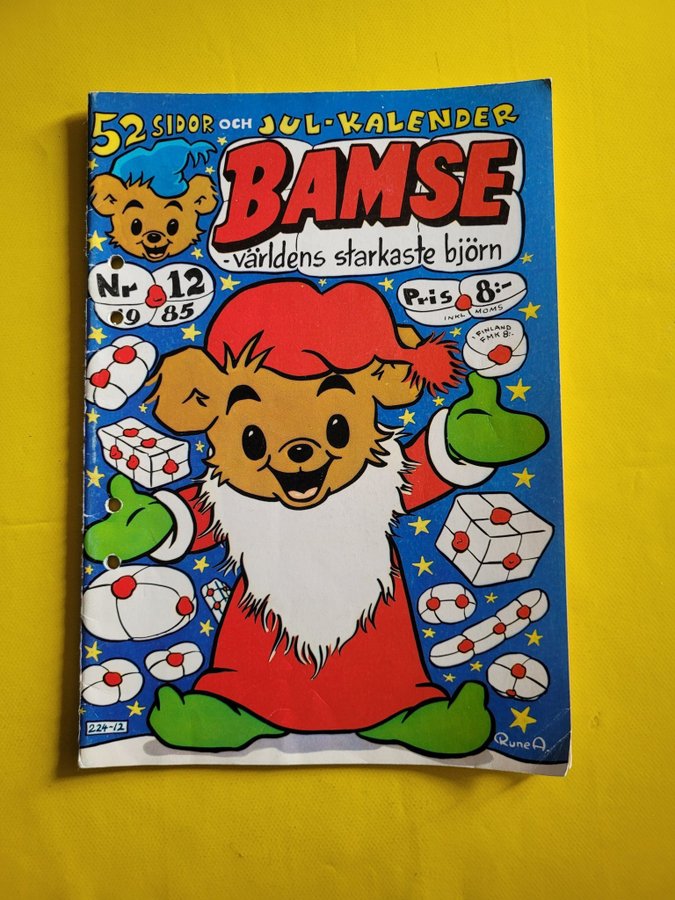 52 SIDOR OCH JUL-KALENDER
BAMSE
-världens starkaste björn
Nr 12
19 85
Pris 8:-
INKL MOMS
I FINLAND
FMK 8:-
224-12
Rune A.